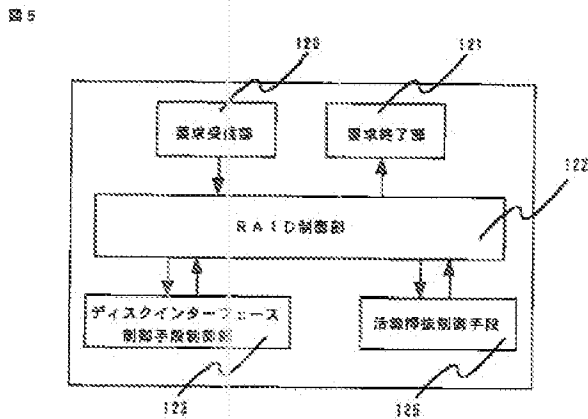 図5
120
121
要求受信部
要求終了部
122
RAID制御部
ディスクインターフェース
制御手段制御部
活線挿抜制御手段
123
125